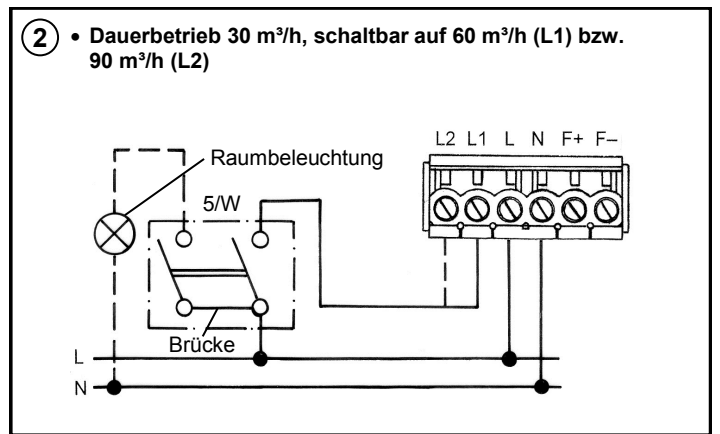 2 • Dauerbetrieb 30 m³/h, schaltbar auf 60 m³/h (L1) bzw.
90 m³/h (L2)
L2 L1 L N F+ F–
Raumbeleuchtung
5/W
Brücke
L
N